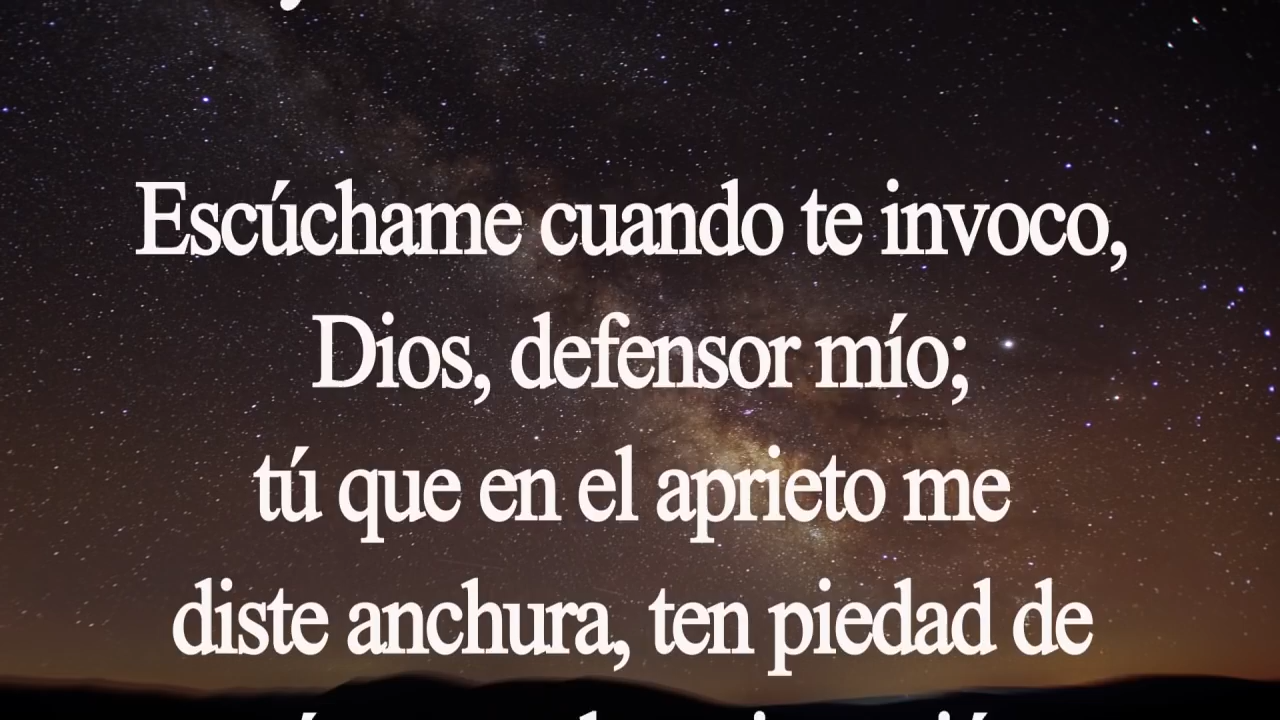 Escúchame cuando te invoco,
Dios, defensor mío;
tú que en el aprieto me
diste anchura, ten piedad de